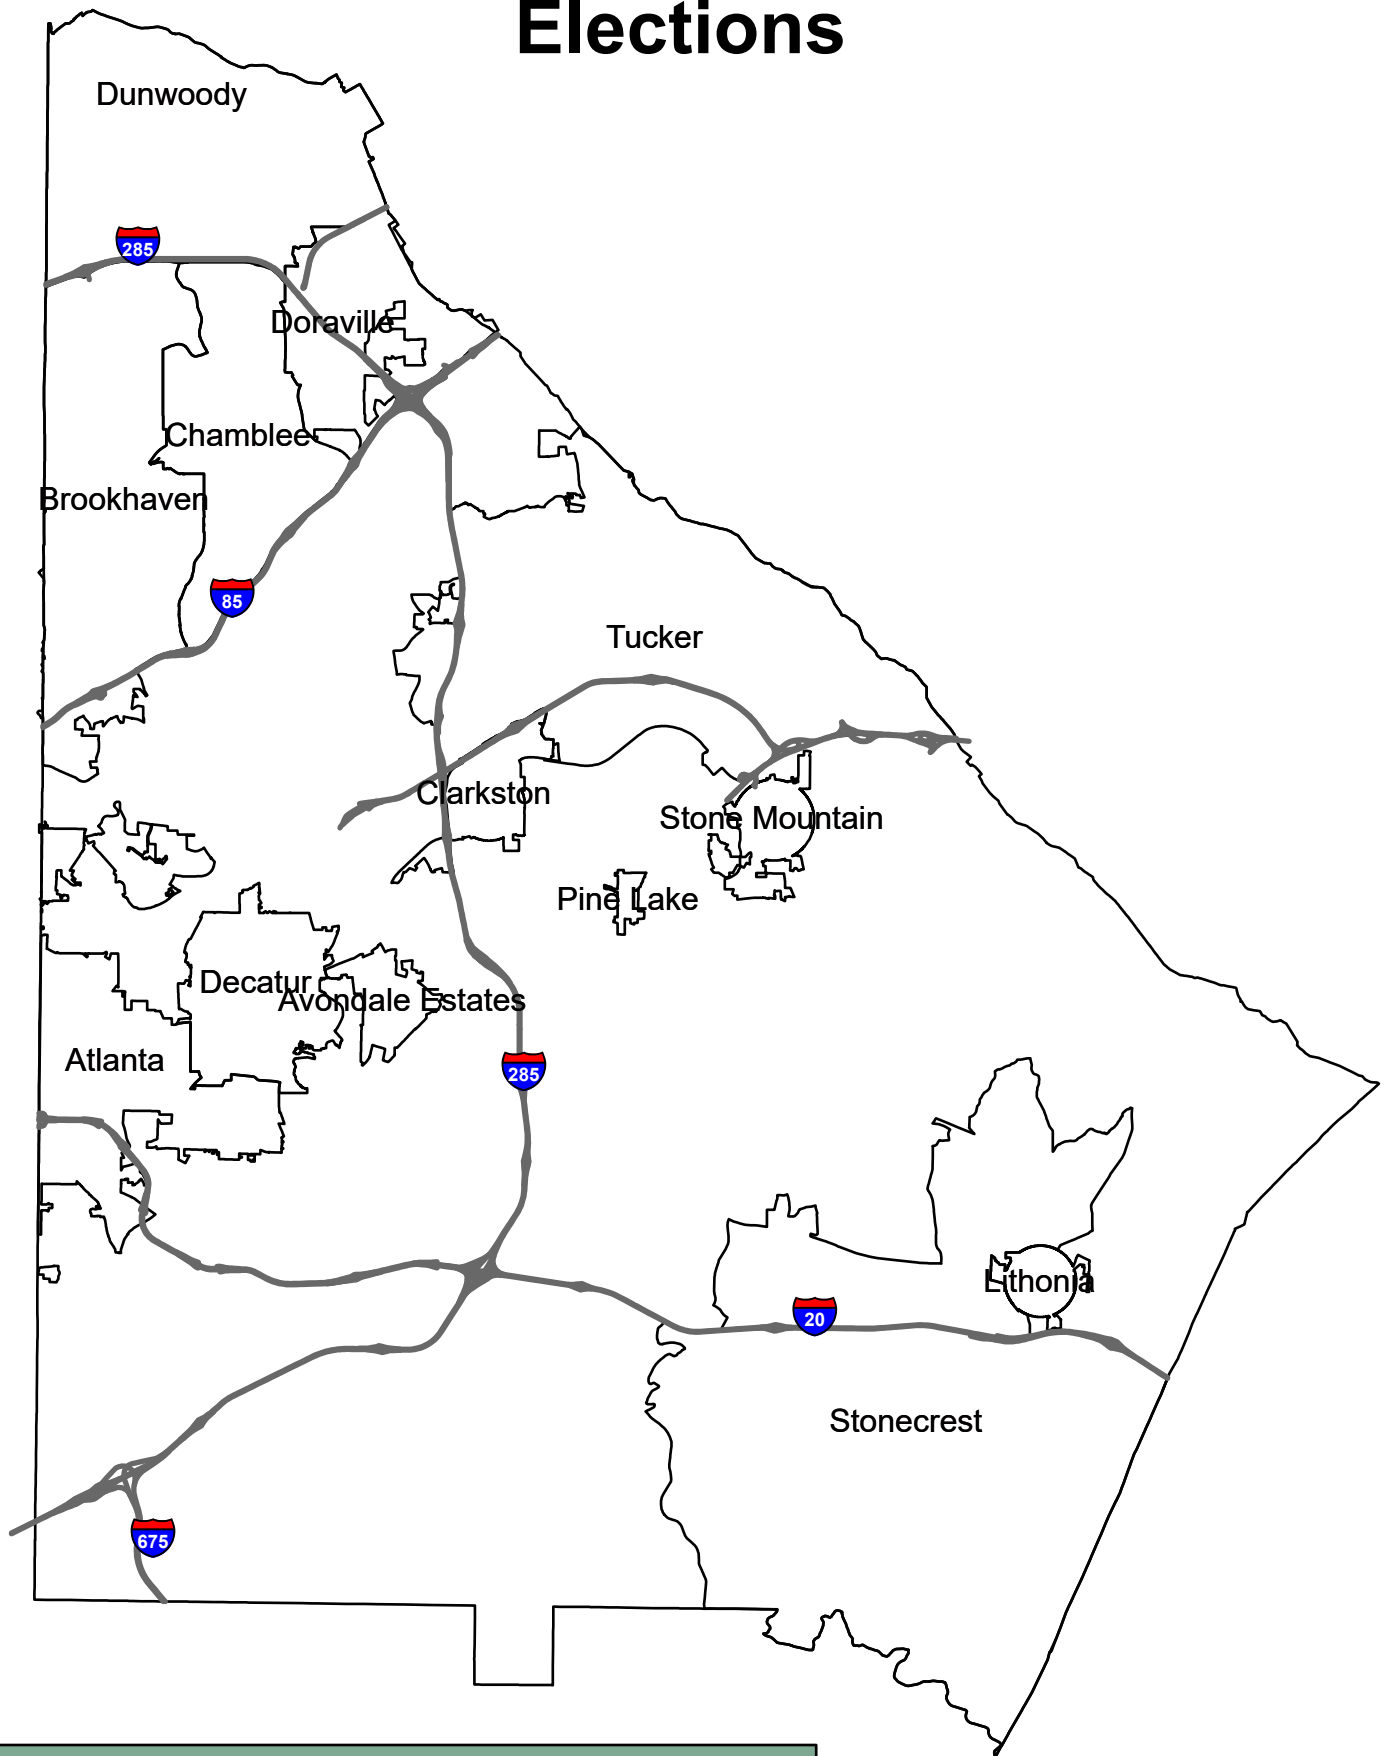 Elections
Dunwoody
285
Doraville
Chamblee
Brookhaven
85
Tucker
Clarkston
Stone Mountain
Pine Lake
Decatur
Avondale Estates
Atlanta
285
Lithonia
20
Stonecrest
675